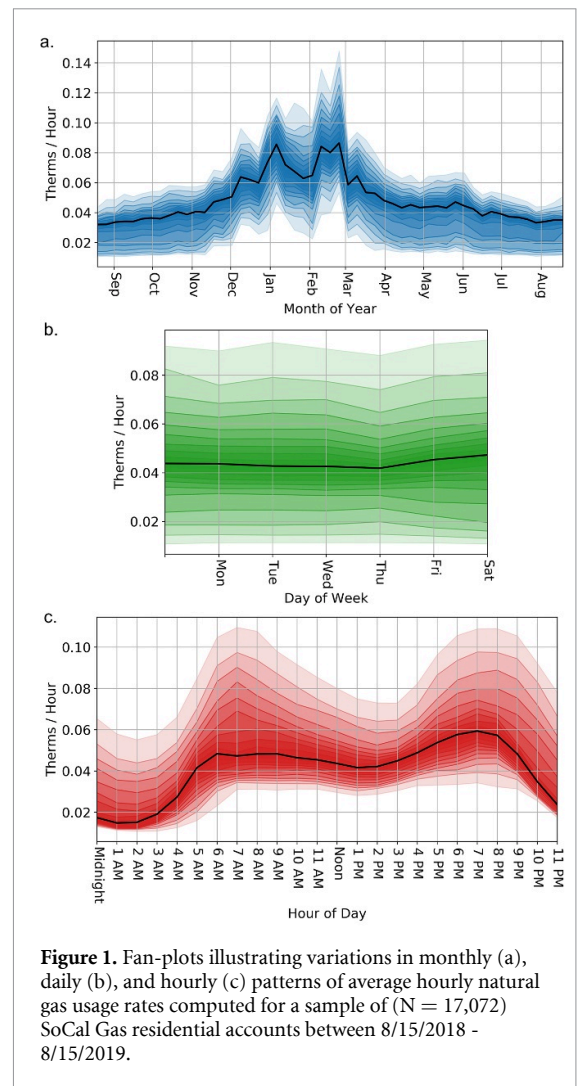 a.
0.14
0.12
0.10
0.08
0.06
0.04
0.02
Therms / Hour
Sep Oct Nov Dec Jan Feb Mar Apr May Jun Jul Aug
Month of Year
b.
0.08
0.06
0.04
0.02
Therms / Hour
Mon Tue Wed Thu Fri Sat
Day of Week
c.
0.10
0.08
0.06
0.04
0.02
Therms / Hour
Midnight 1 AM 2 AM 3 AM 4 AM 5 AM 6 AM 7 AM 8 AM 9 AM 10 AM 11 AM Noon 1 PM 2 PM 3 PM 4 PM 5 PM 6 PM 7 PM 8 PM 9 PM 10 PM 11 PM
Hour of Day
Figure 1. Fan-plots illustrating variations in monthly (a),
daily (b), and hourly (c) patterns of average hourly natural
gas usage rates computed for a sample of (N = 17,072)
SoCal Gas residential accounts between 8/15/2018 -
8/15/2019.